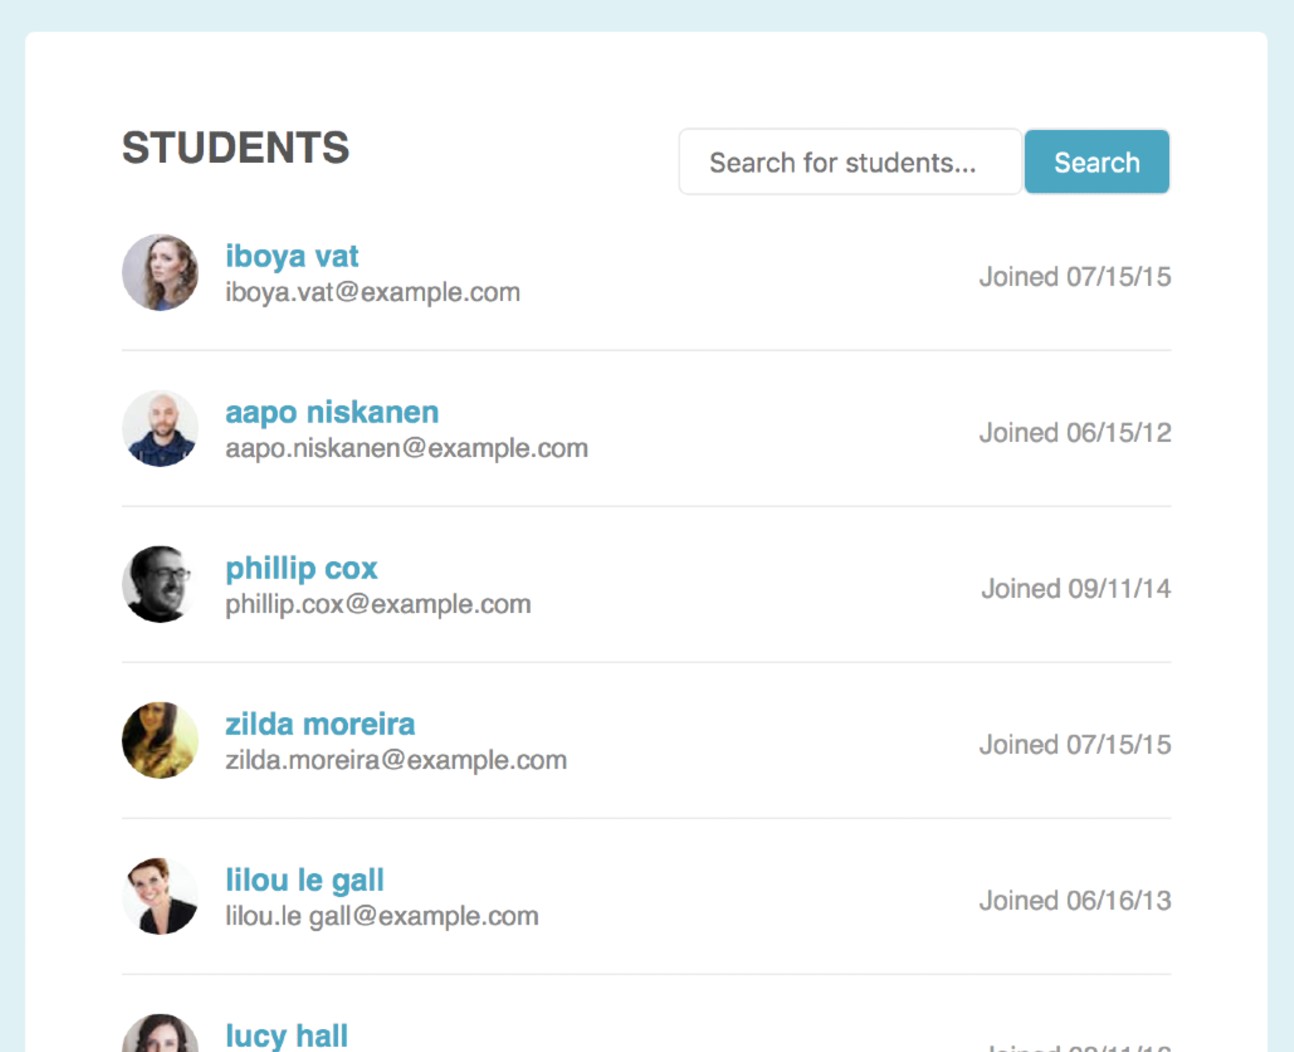 STUDENTS
Search for students... Search
iboya vat
iboya.vat@example.com
Joined 07/15/15
aapo niskanen
aapo.niskanen@example.com
Joined 06/15/12
phillip cox
phillip.cox@example.com
Joined 09/11/14
zilda moreira
zilda.moreira@example.com
Joined 07/15/15
lilou le gall
lilou.le gall@example.com
Joined 06/16/13
lucy hall